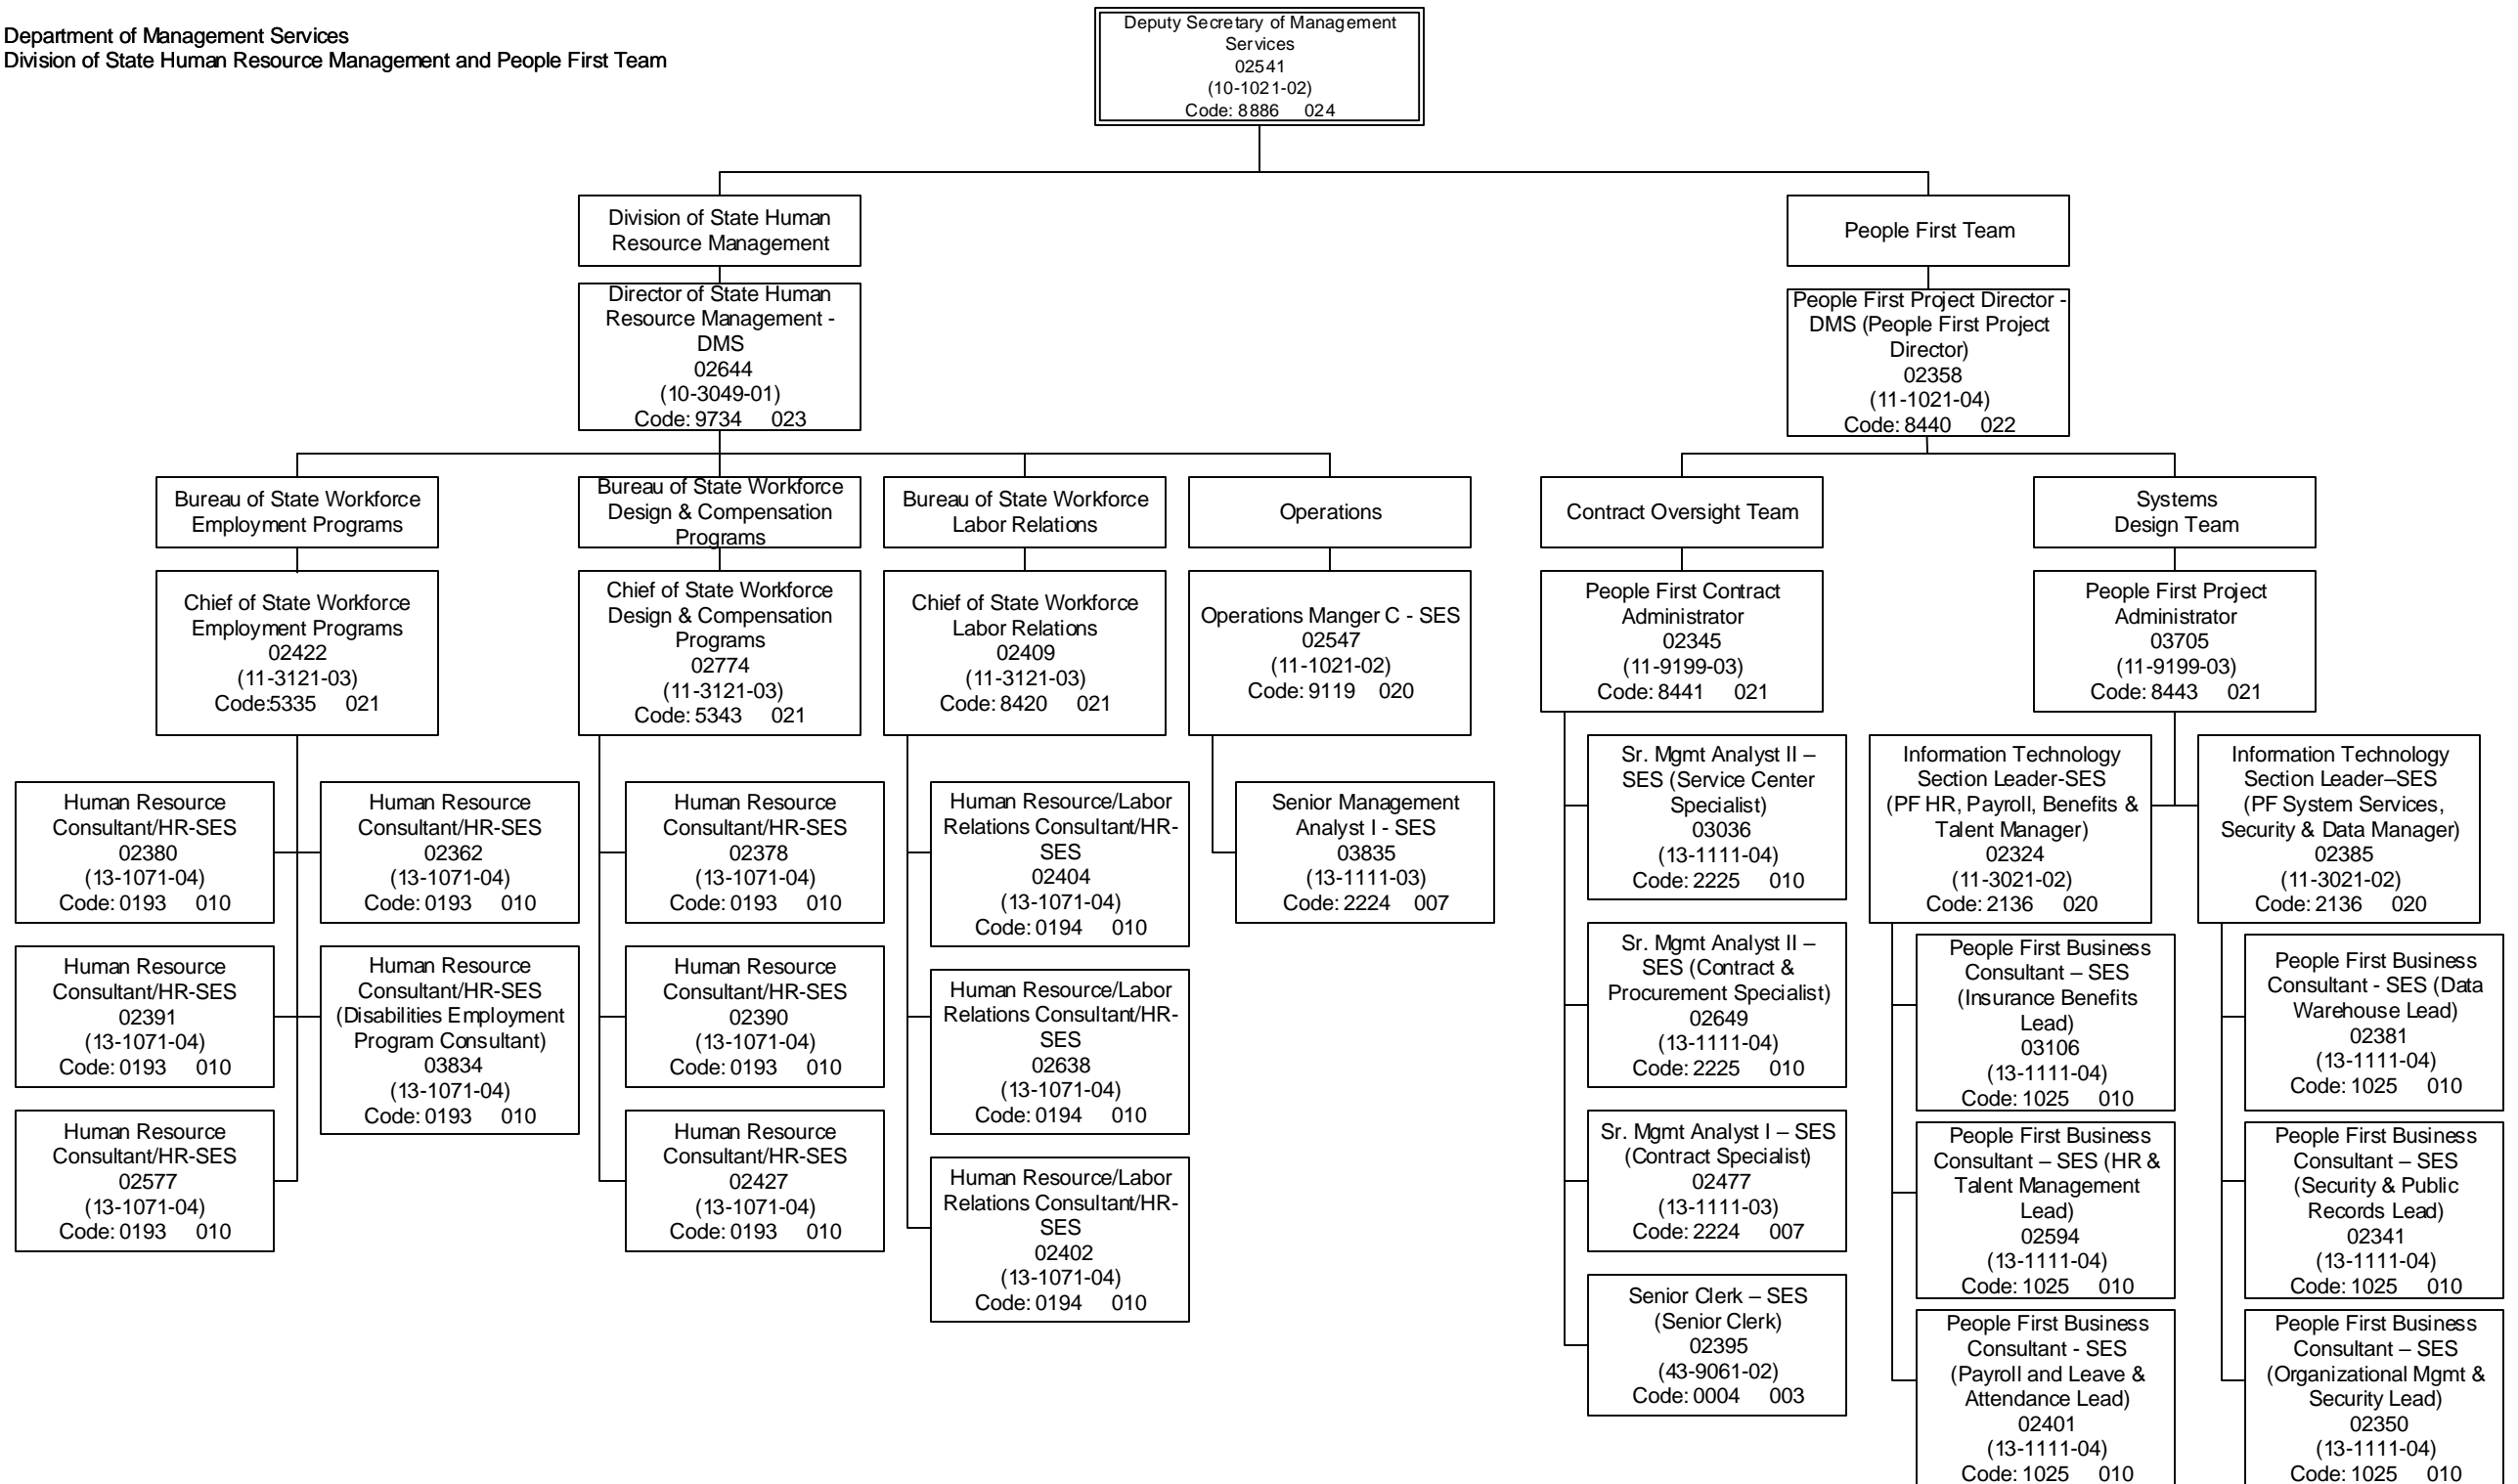 Department of Management Services
Division of State Human Resource Management and People First Team
Deputy Secretary of Management
Services
02541
(10-1021-02)
Code: 8886 024
Division of State Human
Resource Management
Director of State Human
Resource Management -
DMS
02644
(10-3049-01)
Code: 9734 023
People First Team
People First Project Director -
DMS (People First Project
Director)
02358
(11-1021-04)
Code: 8440 022
Bureau of State Workforce
Employment Programs
Chief of State Workforce
Employment Programs
02422
(11-3121-03)
Code:5335 021
Human Resource
Consultant/HR-SES
02380
(13-1071-04)
Code: 0193 010
Human Resource
Consultant/HR-SES
02362
(13-1071-04)
Code: 0193 010
Human Resource
Consultant/HR-SES
02391
(13-1071-04)
Code: 0193 010
Human Resource
Consultant/HR-SES
(Disabilities Employment
Program Consultant)
03834
(13-1071-04)
Code: 0193 010
Human Resource
Consultant/HR-SES
02577
(13-1071-04)
Code: 0193 010
Bureau of State Workforce
Design & Compensation
Programs
Chief of State Workforce
Design & Compensation
Programs
02774
(11-3121-03)
Code: 5343 021
Human Resource
Consultant/HR-SES
02378
(13-1071-04)
Code: 0193 010
Human Resource
Consultant/HR-SES
02390
(13-1071-04)
Code: 0193 010
Human Resource
Consultant/HR-SES
02427
(13-1071-04)
Code: 0193 010
Bureau of State Workforce
Labor Relations
Chief of State Workforce
Labor Relations
02409
(11-3121-03)
Code: 8420 021
Human Resource/Labor
Relations Consultant/HR-
SES
02404
(13-1071-04)
Code: 0194 010
Human Resource/Labor
Relations Consultant/HR-
SES
02638
(13-1071-04)
Code: 0194 010
Human Resource/Labor
Relations Consultant/HR-
SES
02402
(13-1071-04)
Code: 0194 010
Operations
Operations Manger C - SES
02547
(11-1021-02)
Code: 9119 020
Senior Management
Analyst I - SES
03835
(13-1111-03)
Code: 2224 007
Contract Oversight Team
People First Contract
Administrator
02345
(11-9199-03)
Code: 8441 021
Sr. Mgmt Analyst II –
SES (Service Center
Specialist)
03036
(13-1111-04)
Code: 2225 010
Sr. Mgmt Analyst II –
SES (Contract &
Procurement Specialist)
02649
(13-1111-04)
Code: 2225 010
Sr. Mgmt Analyst I – SES
(Contract Specialist)
02477
(13-1111-03)
Code: 2224 007
Senior Clerk – SES
(Senior Clerk)
02395
(43-9061-02)
Code: 0004 003
Systems
Design Team
People First Project
Administrator
03705
(11-9199-03)
Code: 8443 021
Information Technology
Section Leader-SES
(PF HR, Payroll, Benefits &
Talent Manager)
02324
(11-3021-02)
Code: 2136 020
People First Business
Consultant – SES
(Insurance Benefits
Lead)
03106
(13-1111-04)
Code: 1025 010
People First Business
Consultant – SES (HR &
Talent Management
Lead)
02594
(13-1111-04)
Code: 1025 010
People First Business
Consultant - SES
(Payroll and Leave &
Attendance Lead)
02401
(13-1111-04)
Code: 1025 010
Information Technology
Section Leader–SES
(PF System Services,
Security & Data Manager)
02385
(11-3021-02)
Code: 2136 020
People First Business
Consultant - SES (Data
Warehouse Lead)
02381
(13-1111-04)
Code: 1025 010
People First Business
Consultant – SES
(Security & Public
Records Lead)
02341
(13-1111-04)
Code: 1025 010
People First Business
Consultant – SES
(Organizational Mgmt &
Security Lead)
02350
(13-1111-04)
Code: 1025 010